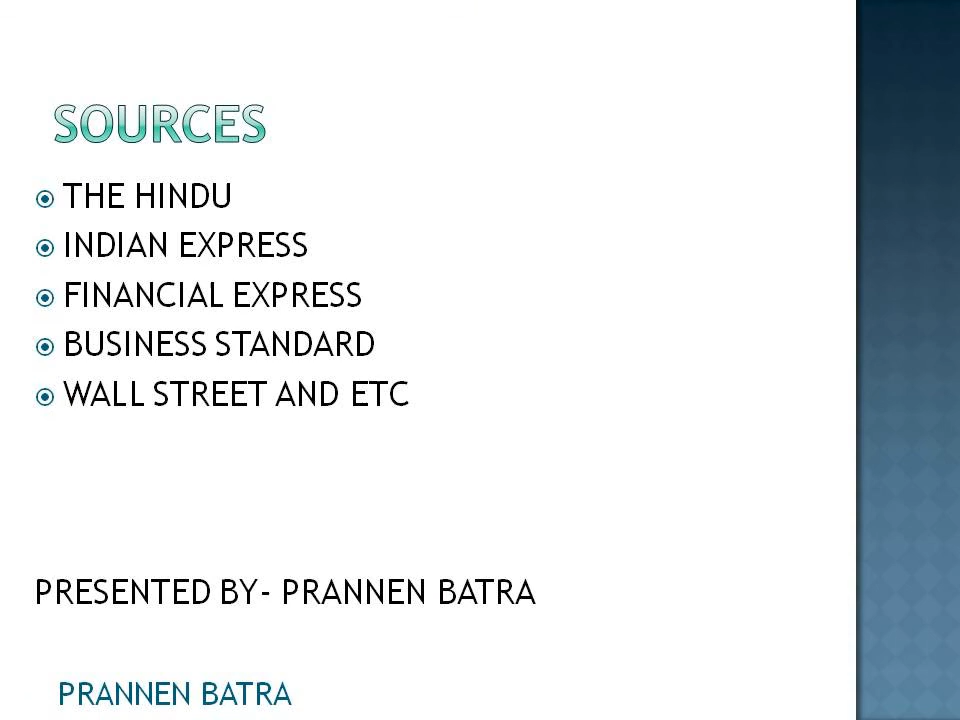 SOURCES
THE HINDU
INDIAN EXPRESS
FINANCIAL EXPRESS
BUSINESS STANDARD
WALL STREET AND ETC
PRESENTED BY- PRANNEN BATRA
PRANNEN BATRA